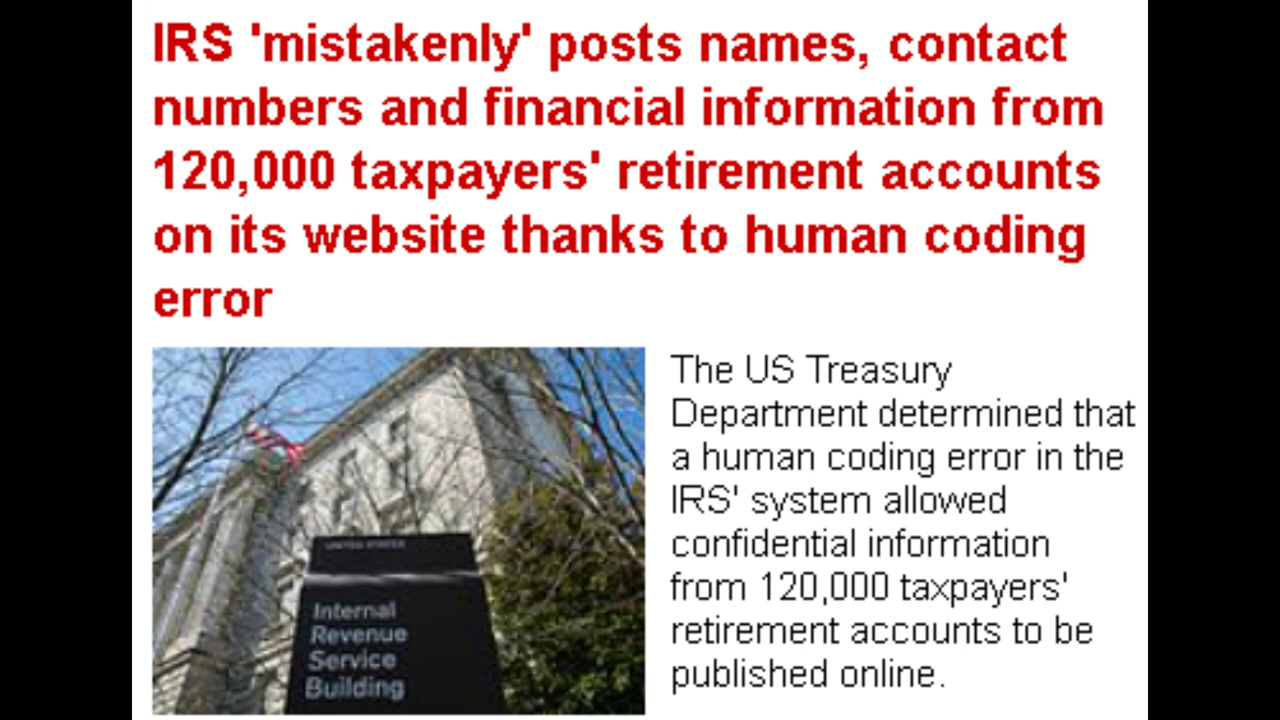 IRS 'mistakenly' posts names, contact
numbers and financial information from
120,000 taxpayers' retirement accounts
on its website thanks to human coding
error
The US Treasury
Department determined that
a human coding error in the
IRS' system allowed
confidential information
from 120,000 taxpayers'
retirement accounts to be
published online.
UNITED STATES
Internal
Revenue
Service
Building